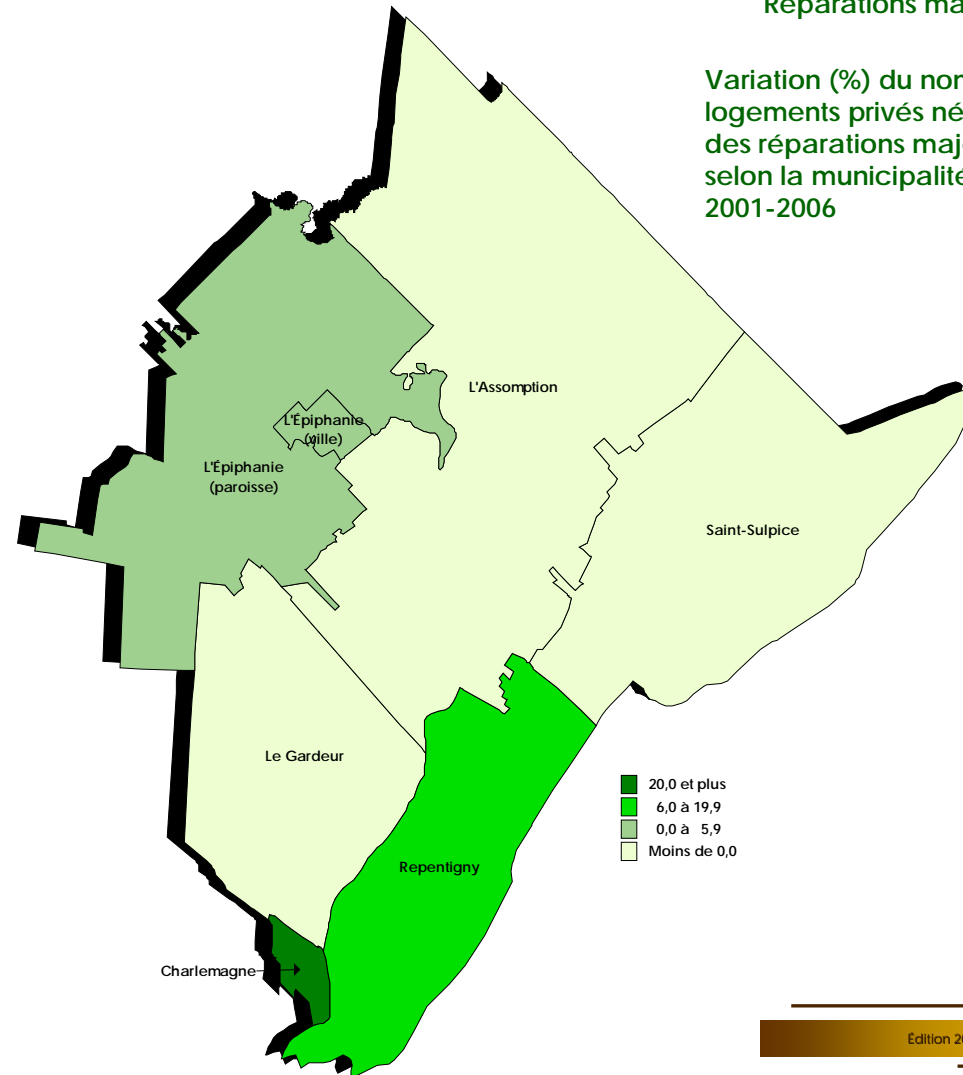 Réparations ma
Variation (%) du nom
logements privés né
des réparations maj
selon la municipalité
2001-2006
L'Assomption
L'Épiphanie
(ville)
L'Épiphanie
(paroisse)
Saint-Sulpice
Le Gardeur
20,0 et plus
6,0 à 19,9
0,0 à 5,9
Moins de 0,0
Repentigny
Charlemagne
Édition 20